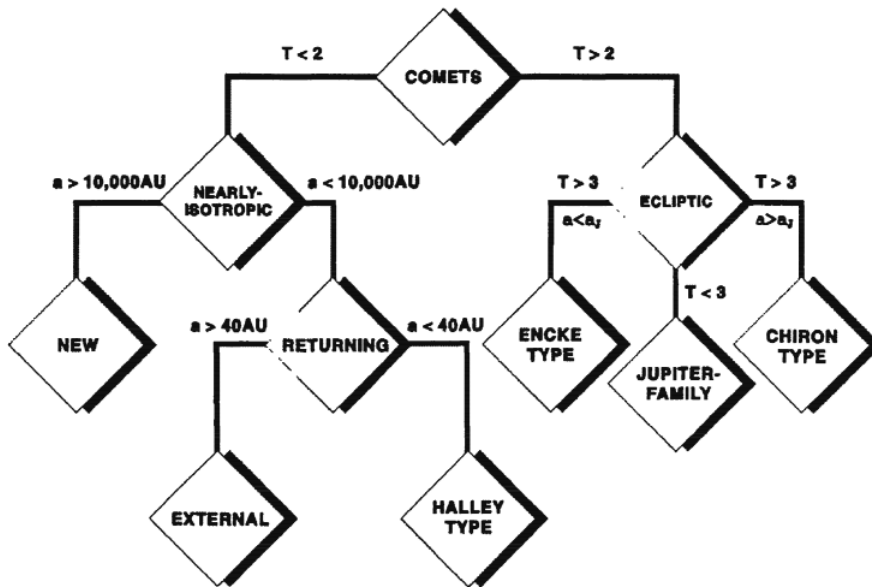 T < 2
COMETS
T > 2
a > 10,000AU
NEARLY-
ISOTROPIC
a < 10,000AU
T > 3
a<aJ
ECLIPTIC
T > 3
a>aJ
NEW
a > 40AU
RETURNING
a < 40AU
ENCKE
TYPE
T < 3
JUPITER-
FAMILY
CHIRON
TYPE
EXTERNAL
HALLEY
TYPE